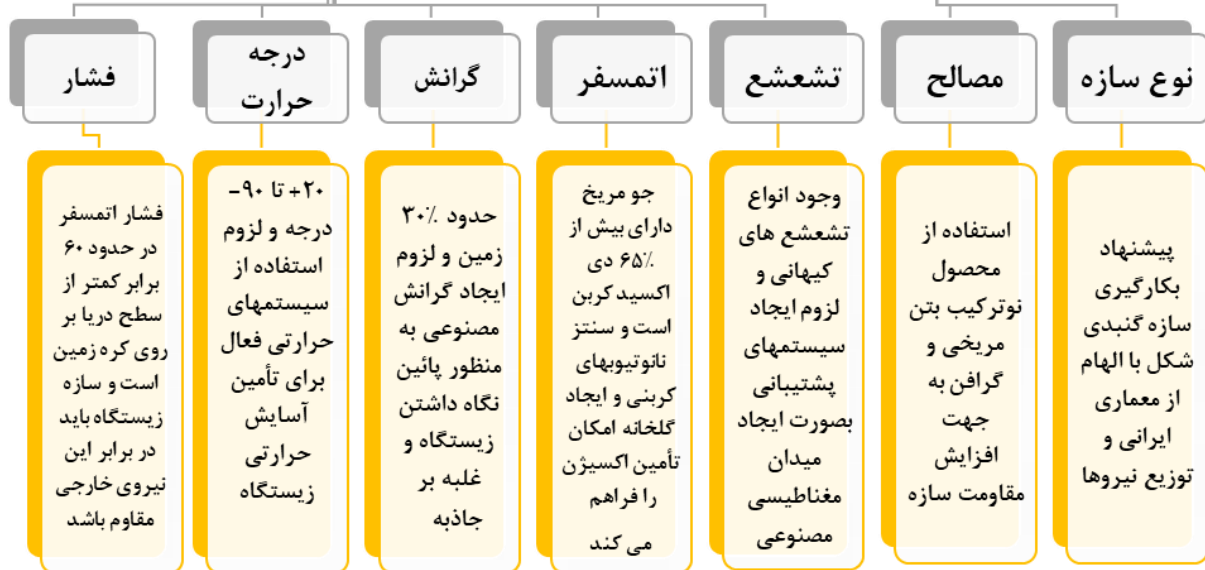 نوع سازه
مصالح
تشعشع
اتمسفر
گرانش
درجه
حرارت
فشار
پیشنهاد
بکارگیری
سازه گنبدی
شکل با الهام
از معماری
ایرانی و
توزیع نیروها
استفاده از
محصول
نوترکیب بتن
مریخی و
گرافن به
جهت
افزایش
مقاومت سازه
وجود انواع
تشعشع های
کیهانی و
لزوم ایجاد
سیستمهای
پشتیبانی
بصورت ایجاد
میدان
مغناطیسی
مصنوعی
جو مریخ
دارای بیش از
۶۵٪ دی
اکسید کربن
است و سنتز
نانوتیوبهای
کربنی و ایجاد
گلخانه امکان
تأمین اکسیژن
را فراهم
می کند
حدود ۳۰٪
زمین و لزوم
ایجاد گرانش
مصنوعی به
منظور پائین
نگاه داشتن
زیستگاه و
غلبه بر
جاذبه
۲۰+ تا ۹۰-
درجه و لزوم
استفاده از
سیستمهای
حرارتی فعال
برای تأمین
آسایش
حرارتی
زیستگاه
فشار اتمسفر
در حدود ۶۰
برابر کمتر از
سطح دریا بر
روی کره زمین
است و سازه
زیستگاه باید
در برابر این
نیروی خارجی
مقاوم باشد